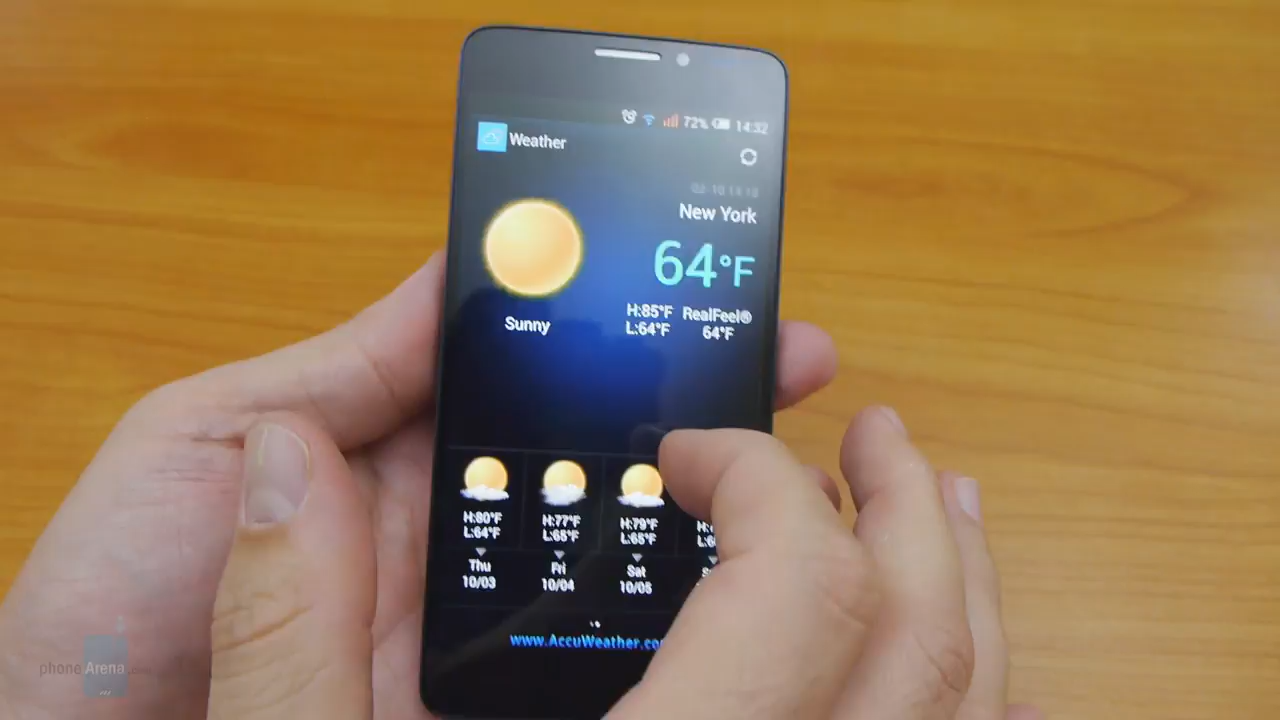 72% 14:32
Weather
New York
64°F
H:85°F RealFeel®
L:64°F 64°F
Sunny
H:80°F H:77°F H:79°F
L:64°F L:65°F L:65°F
Thu Fri Sat
10/03 10/04 10/05
www.AccuWeather.co
phoneArena.com